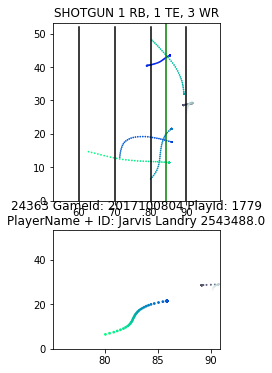 SHOTGUN 1 RB, 1 TE, 3 WR
50
40
30
20
10
0
60 70 80 90
24363 GameId: 2017100804 PlayId: 1779
PlayerName + ID: Jarvis Landry 2543488.0
40
20
0
80 85 90